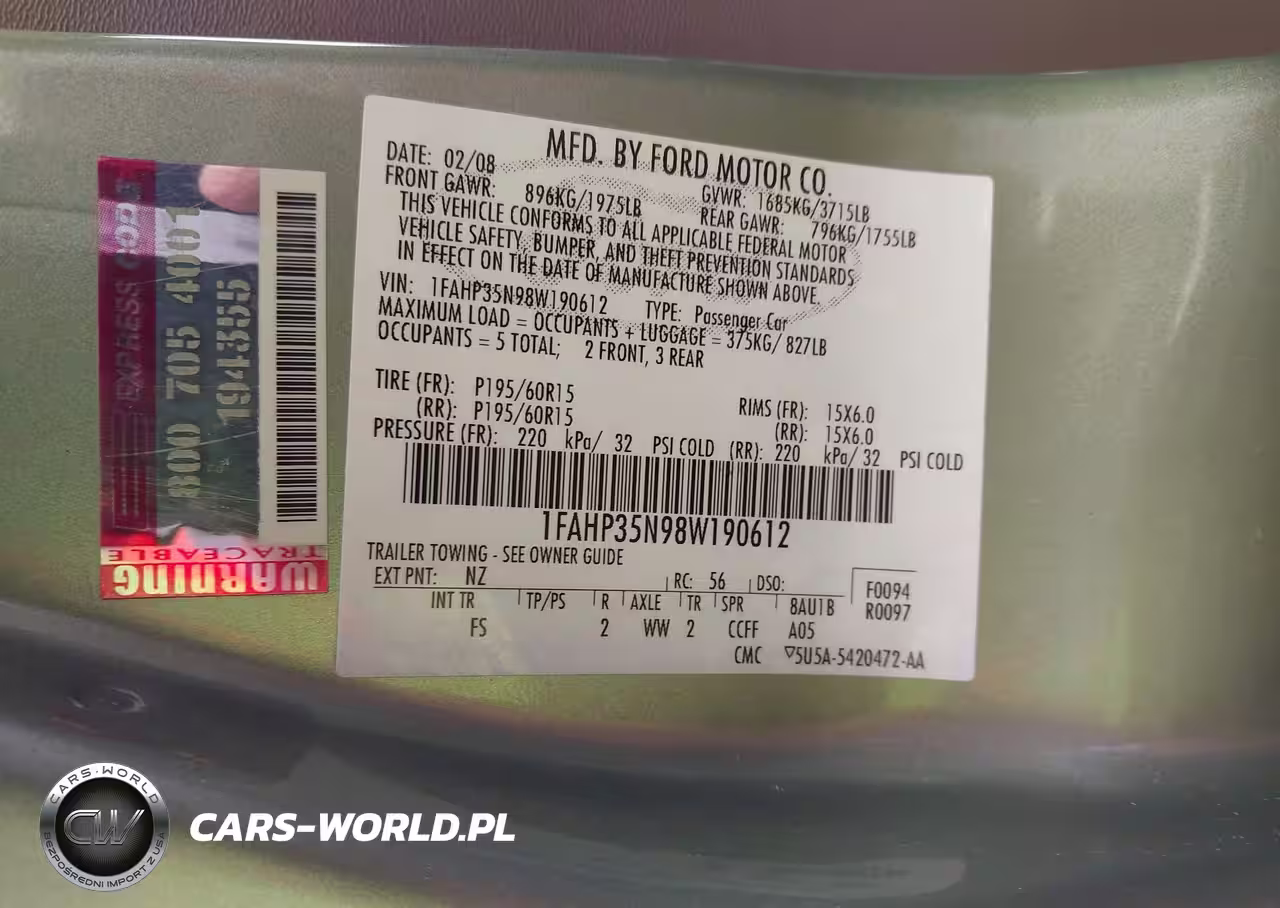 EXPRESS CODE
800 705 4001
194355
WARNING
TRACEABLE
MFD. BY FORD MOTOR CO.
DATE: 02/08 GVWR: 1685KG/3715LB
FRONT GAWR: 896KG/1975LB REAR GAWR: 796KG/1755LB
THIS VEHICLE CONFORMS TO ALL APPLICABLE FEDERAL MOTOR
VEHICLE SAFETY, BUMPER, AND THEFT PREVENTION STANDARDS
IN EFFECT ON THE DATE OF MANUFACTURE SHOWN ABOVE.
VIN: 1FAHP35N98W190612 TYPE: Passenger Car
MAXIMUM LOAD = OCCUPANTS + LUGGAGE = 375KG/ 827LB
OCCUPANTS = 5 TOTAL; 2 FRONT, 3 REAR
TIRE (FR): P195/60R15 RIMS (FR): 15X6.0
(RR): P195/60R15 (RR): 15X6.0
PRESSURE (FR): 220 kPa/ 32 PSI COLD (RR): 220 kPa/ 32 PSI COLD
1FAHP35N98W190612
TRAILER TOWING - SEE OWNER GUIDE
EXT PNT: NZ RC: 56 DSO: F0094
INT TR TP/PS R AXLE TR SPR 8AU1B R0097
FS 2 WW 2 CCFF A05
CMC ▽5U5A-5420472-AA
CARS-WORLD
CW
BEZPOŚREDNI IMPORT Z USA
CARS-WORLD.PL